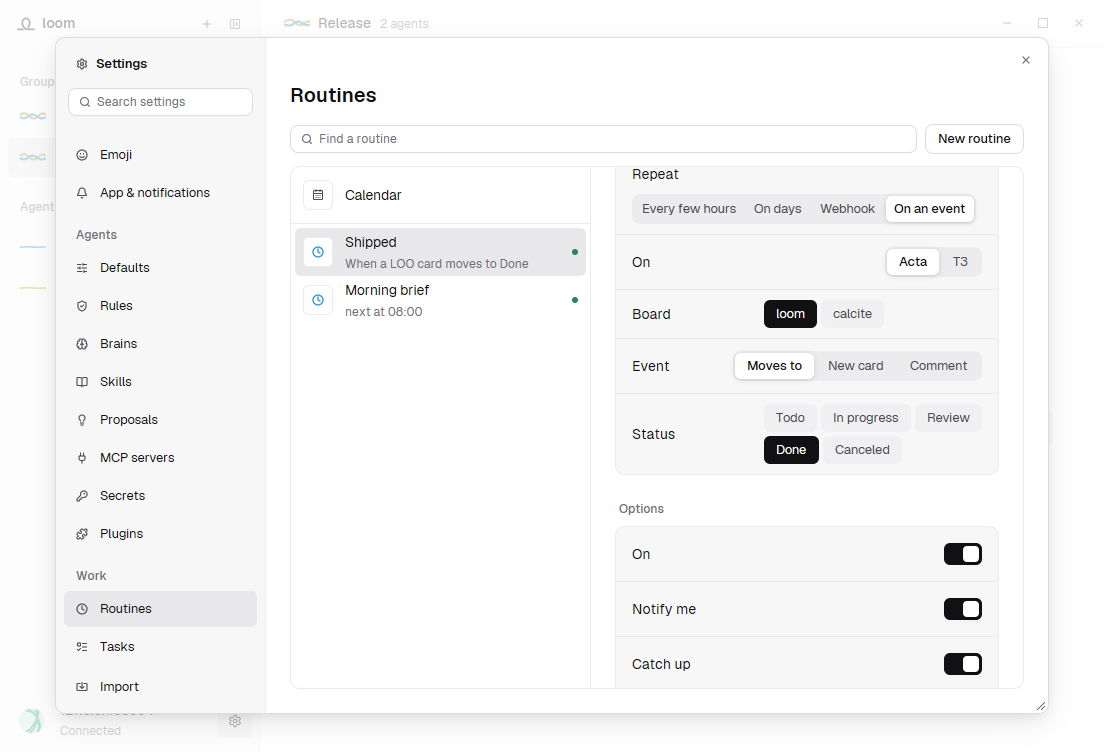 loom
Release 2 agents
Settings
Search settings
Emoji
App & notifications
Agents
Defaults
Rules
Brains
Skills
Proposals
MCP servers
Secrets
Plugins
Work
Routines
Tasks
Import
Group
Agent
Connected
Routines
Find a routine
New routine
Calendar
Shipped
When a LOO card moves to Done
Morning brief
next at 08:00
Repeat
Every few hours On days Webhook On an event
On Acta T3
Board loom calcite
Event Moves to New card Comment
Status Todo In progress Review
Done Canceled
Options
On
Notify me
Catch up